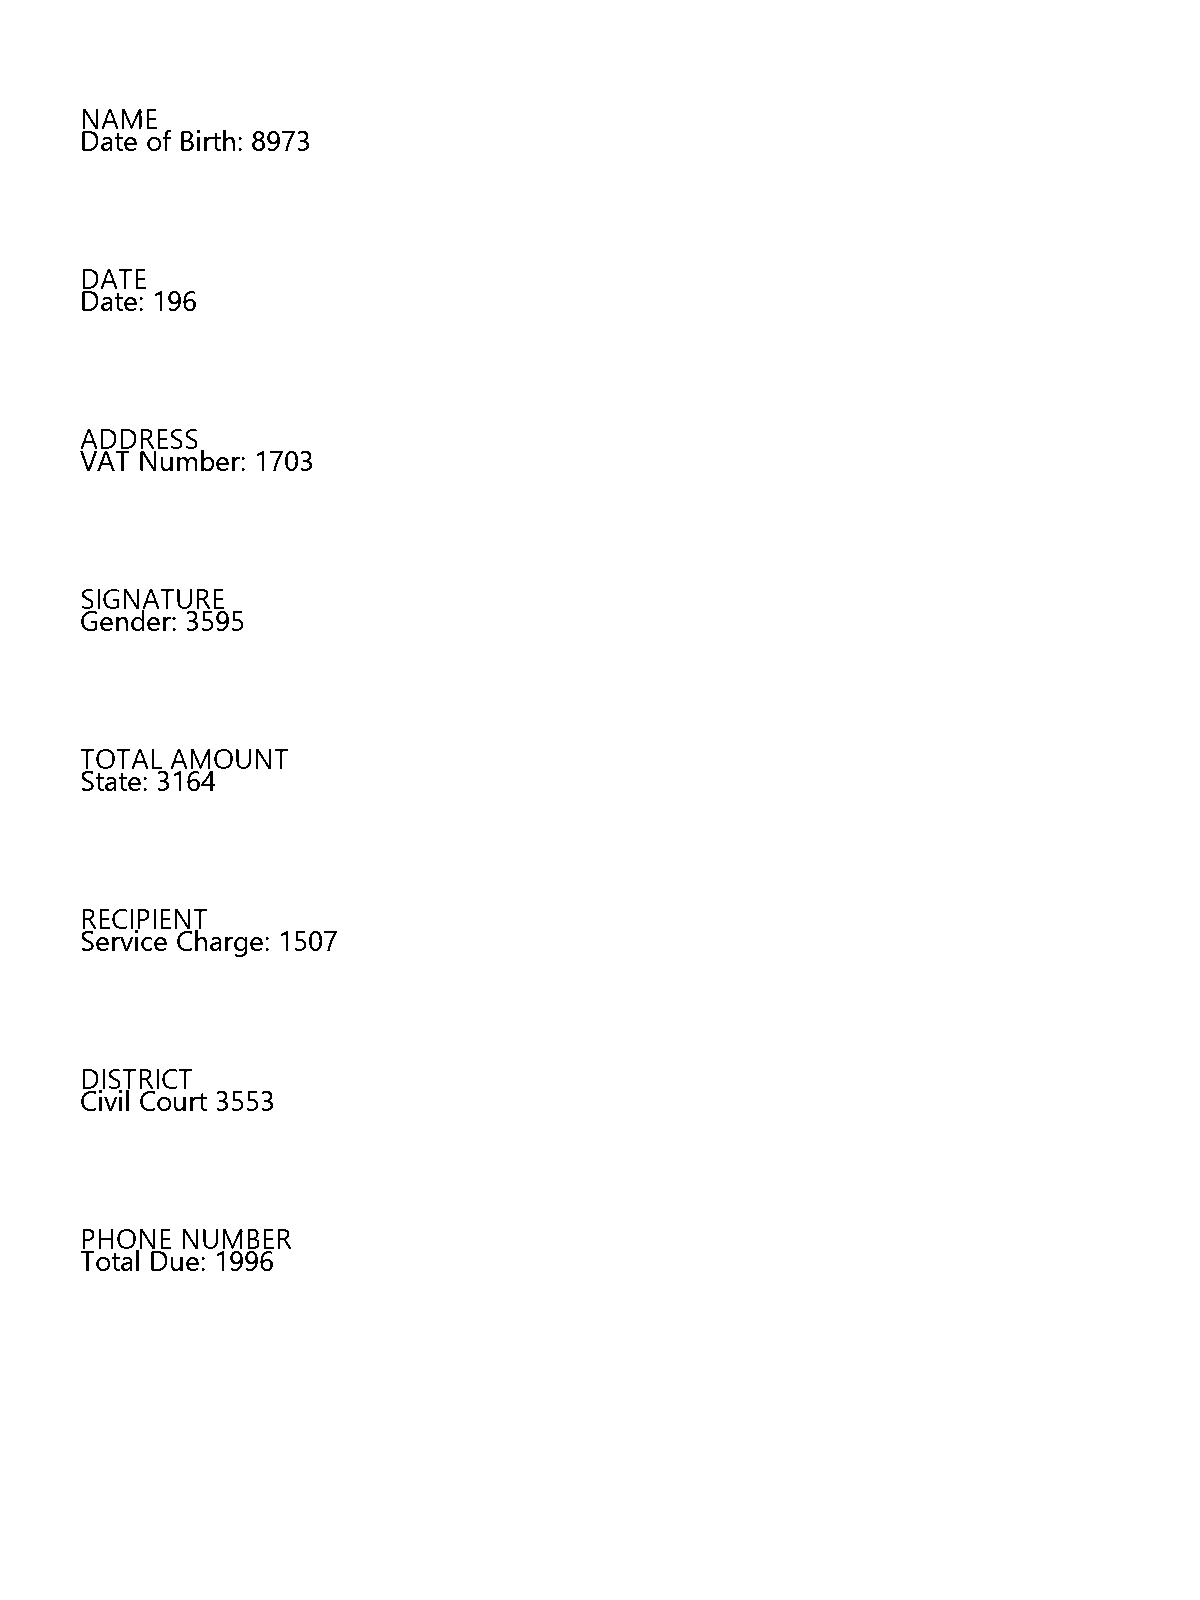 NAME
Date of Birth: 8973
DATE
Date: 196
ADDRESS
VAT Number: 1703
SIGNATURE
Gender: 3595
TOTAL AMOUNT
State: 3164
RECIPIENT
Service Charge: 1507
DISTRICT
Civil Court 3553
PHONE NUMBER
Total Due: 1996